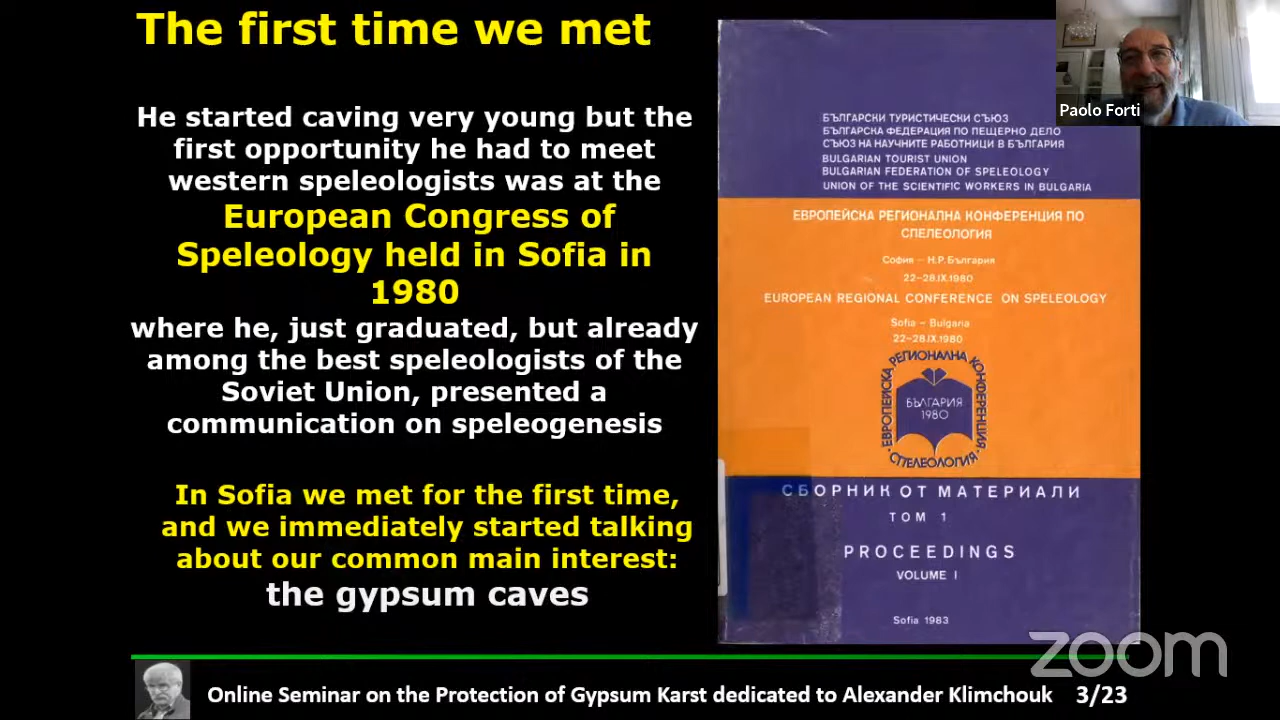 The first time we met
He started caving very young but the
first opportunity he had to meet
western speleologists was at the
European Congress of
Speleology held in Sofia in
1980
where he, just graduated, but already
among the best speleologists of the
Soviet Union, presented a
communication on speleogenesis
In Sofia we met for the first time,
and we immediately started talking
about our common main interest:
the gypsum caves
БЪЛГАРСКИ ТУРИСТИЧЕСКИ СЪЮЗ
БЪЛГАРСКА ФЕДЕРАЦИЯ ПО ПЕЩЕРНО ДЕЛО
СЪЮЗ НА НАУЧНИТЕ РАБОТНИЦИ В БЪЛГАРИЯ
BULGARIAN TOURIST UNION
BULGARIAN FEDERATION OF SPELEOLOGY
UNION OF THE SCIENTIFIC WORKERS IN BULGARIA
ЕВРОПЕЙСКА РЕГИОНАЛНА КОНФЕРЕНЦИЯ ПО
СПЕЛЕОЛОГИЯ
София – Н.Р. България
22–28.IX.1980
EUROPEAN REGIONAL CONFERENCE ON SPELEOLOGY
Sofia – Bulgaria
22–28.IX.1980
ЕВРОПЕЙСКА РЕГИОНАЛНА КОНФЕРЕНЦИЯ
БЪЛГАРИЯ
1980
· СПЕЛЕОЛОГИЯ ·
СБОРНИК ОТ МАТЕРИАЛИ
ТОМ 1
PROCEEDINGS
VOLUME I
Sofia 1983
Paolo Forti
zoom
Online Seminar on the Protection of Gypsum Karst dedicated to Alexander Klimchouk 3/23